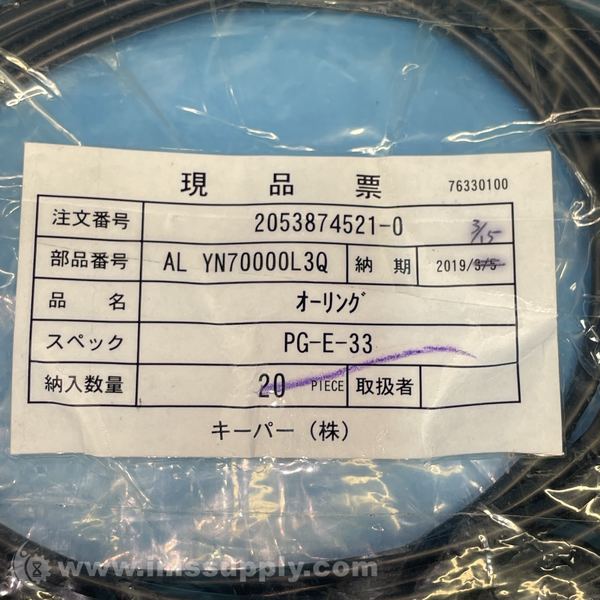 現品票 76330100
注文番号 2053874521-0 3/15
部品番号 AL YN70000L3Q 納期 2019/3/5
品名 ｵｰﾘﾝｸﾞ
スペック PG-E-33
納入数量 20 PIECE 取扱者
キーパー（株）
www.imssupply.com